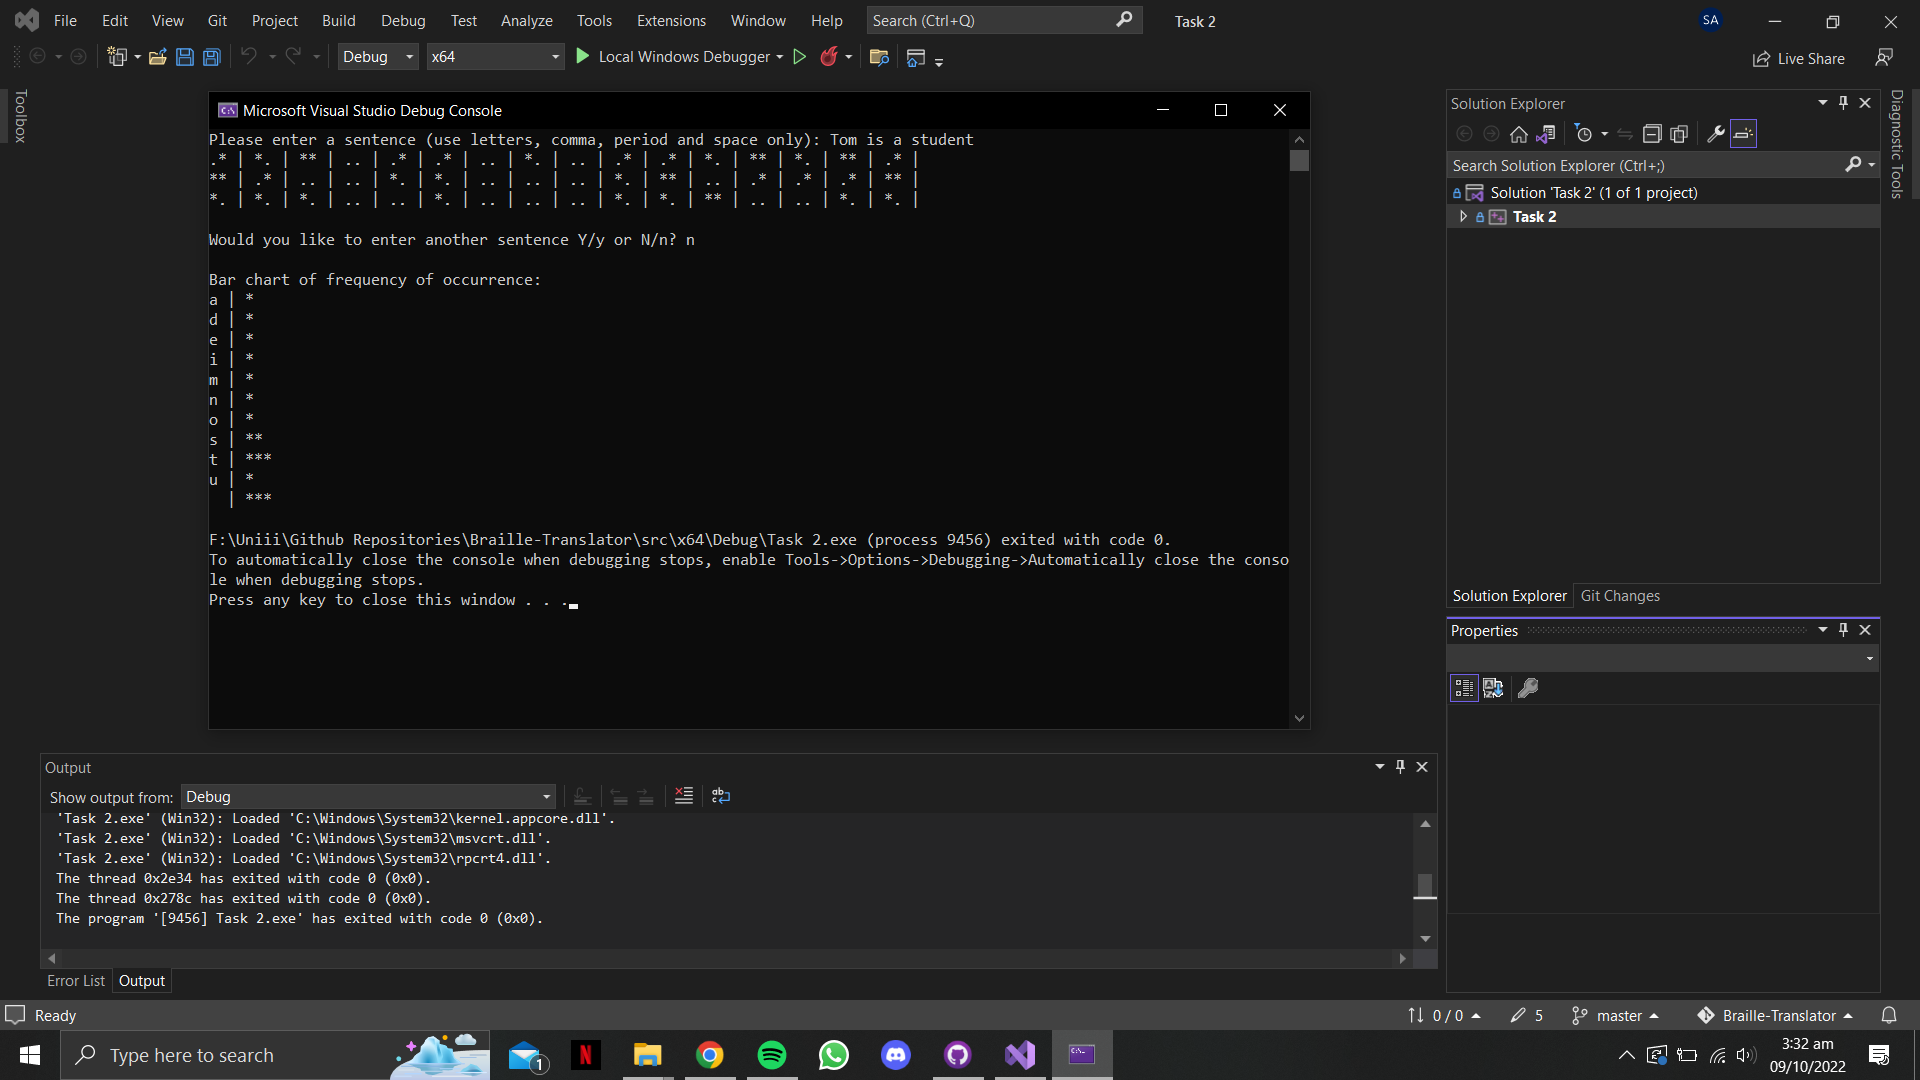 File Edit View Git Project Build Debug Test Analyze Tools Extensions Window Help Search (Ctrl+Q) Task 2 SA
Debug x64 Local Windows Debugger Live Share
Toolbox
Microsoft Visual Studio Debug Console
Please enter a sentence (use letters, comma, period and space only): Tom is a student
.* | *. | ** | .. | .* | .* | .. | *. | .. | .* | .* | *. | ** | *. | ** | .* |
** | .* | .. | .. | *. | *. | .. | .. | .. | *. | ** | .. | .* | .* | .* | ** |
*. | *. | *. | .. | .. | *. | .. | .. | .. | *. | *. | ** | .. | .. | *. | *. |
Would you like to enter another sentence Y/y or N/n? n
Bar chart of frequency of occurrence:
a | *
d | *
e | *
i | *
m | *
n | *
o | *
s | **
t | ***
u | *
  | ***
F:\Uniii\Github Repositories\Braille-Translator\src\x64\Debug\Task 2.exe (process 9456) exited with code 0.
To automatically close the console when debugging stops, enable Tools->Options->Debugging->Automatically close the conso
le when debugging stops.
Press any key to close this window . . .
Solution Explorer
Search Solution Explorer (Ctrl+;)
Solution 'Task 2' (1 of 1 project)
Task 2
Solution Explorer Git Changes
Properties
Diagnostic Tools
Output
Show output from: Debug
'Task 2.exe' (Win32): Loaded 'C:\Windows\System32\kernel.appcore.dll'.
'Task 2.exe' (Win32): Loaded 'C:\Windows\System32\msvcrt.dll'.
'Task 2.exe' (Win32): Loaded 'C:\Windows\System32\rpcrt4.dll'.
The thread 0x2e34 has exited with code 0 (0x0).
The thread 0x278c has exited with code 0 (0x0).
The program '[9456] Task 2.exe' has exited with code 0 (0x0).
Error List Output
Ready 0 / 0 5 master Braille-Translator
Type here to search 1 3:32 am
09/10/2022